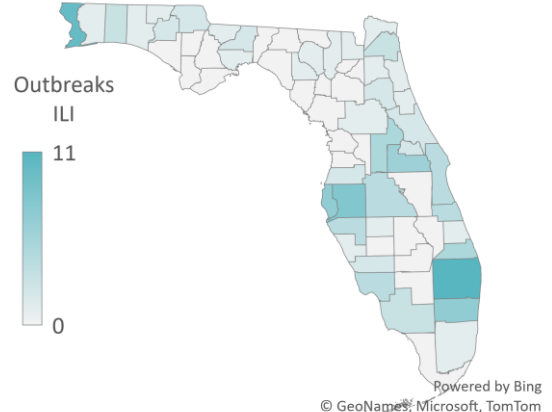 Outbreaks
ILI
11
0
Powered by Bing
© GeoNames, Microsoft, TomTom